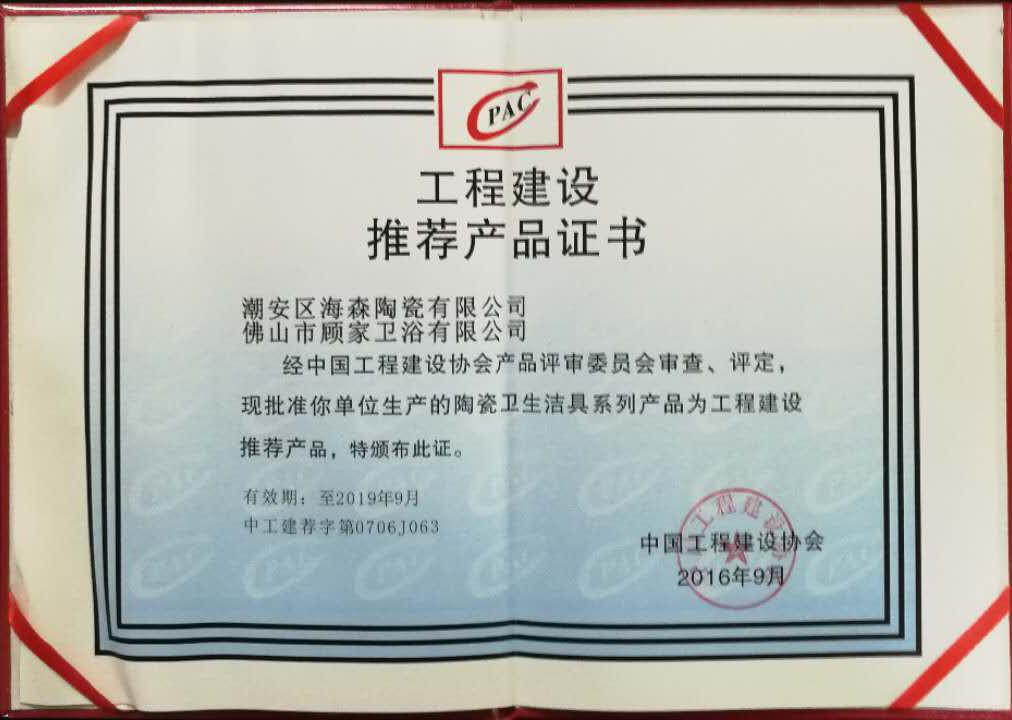 CPAC
工程建设
推荐产品证书
潮安区海森陶瓷有限公司
佛山市顾家卫浴有限公司
经中国工程建设协会产品评审委员会审查、评定，
现批准你单位生产的陶瓷卫生洁具系列产品为工程建设
推荐产品，特颁布此证。
有效期：至2019年9月
中工建荐字第0706J063
中国工程建设协会
2016年9月